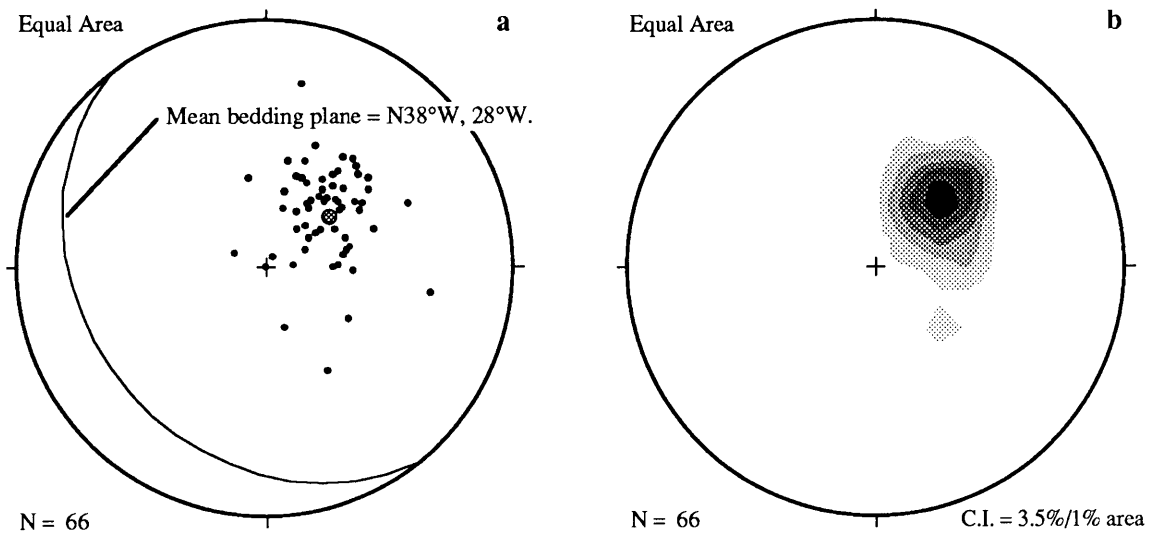 Equal Area
a
Mean bedding plane = N38°W, 28°W.
N = 66
Equal Area
b
N = 66
C.I. = 3.5%/1% area